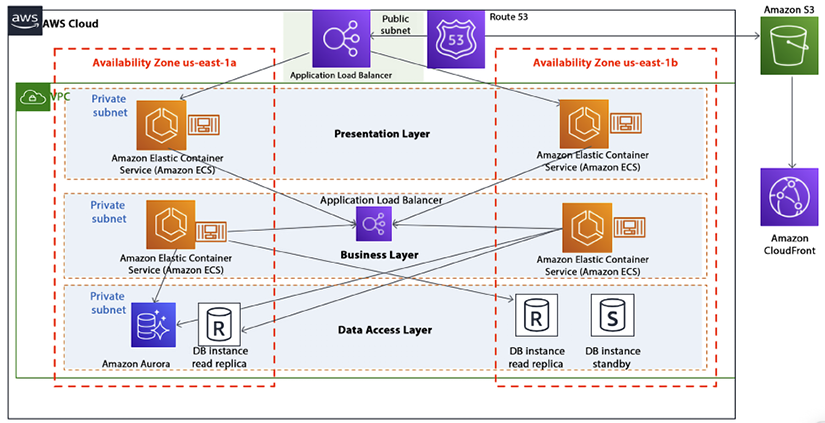 aws
AWS Cloud
Public
subnet
Route 53
53
Amazon S3
Application Load Balancer
Availability Zone us-east-1a
Availability Zone us-east-1b
VPC
Private
subnet
Amazon Elastic Container
Service (Amazon ECS)
Presentation Layer
Amazon Elastic Container
Service (Amazon ECS)
Private
subnet
Application Load Balancer
Amazon Elastic Container
Service (Amazon ECS)
Business Layer
Amazon Elastic Container
Service (Amazon ECS)
Amazon
CloudFront
Private
subnet
Amazon Aurora
R
DB instance
read replica
Data Access Layer
R
DB instance
read replica
S
DB instance
standby